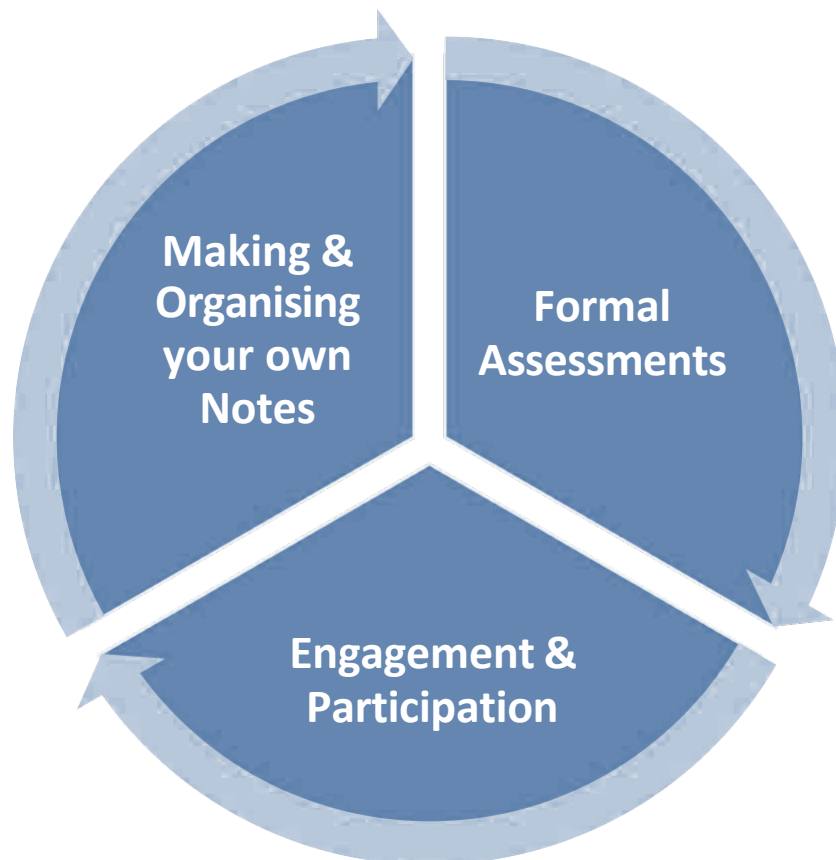 Making &
Organising
your own
Notes
Formal
Assessments
Engagement &
Participation